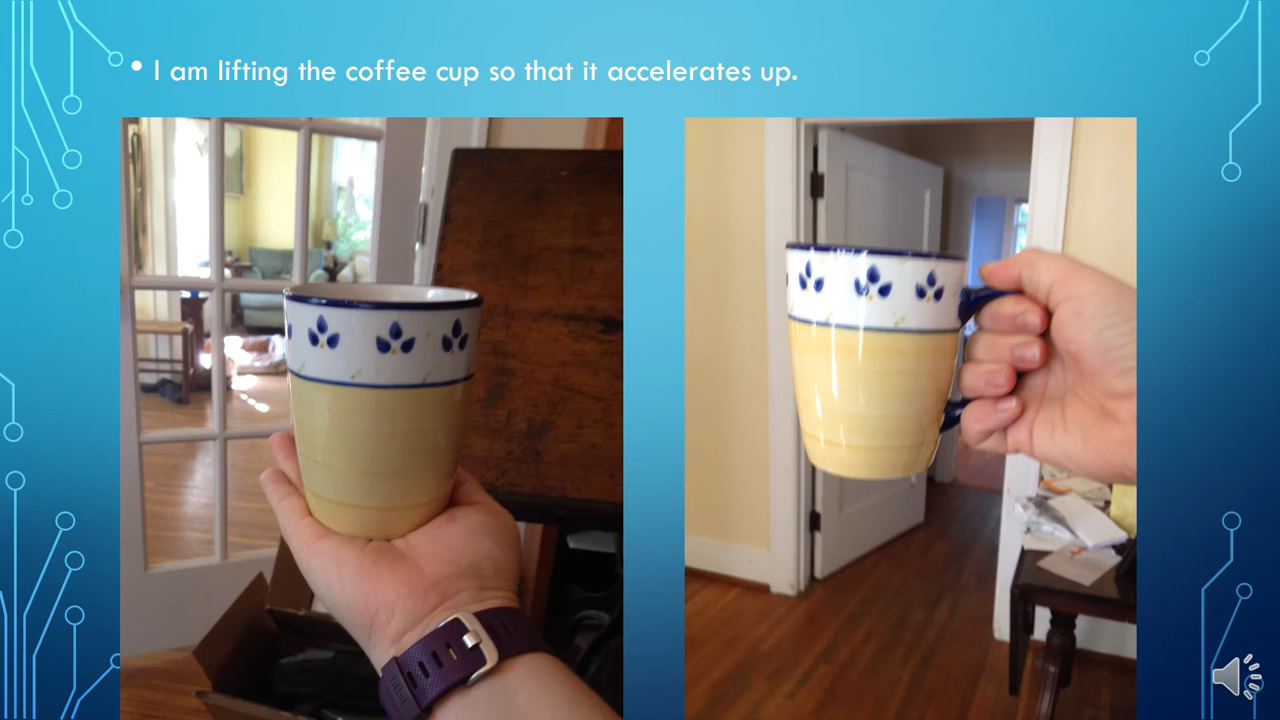 • I am lifting the coffee cup so that it accelerates up.